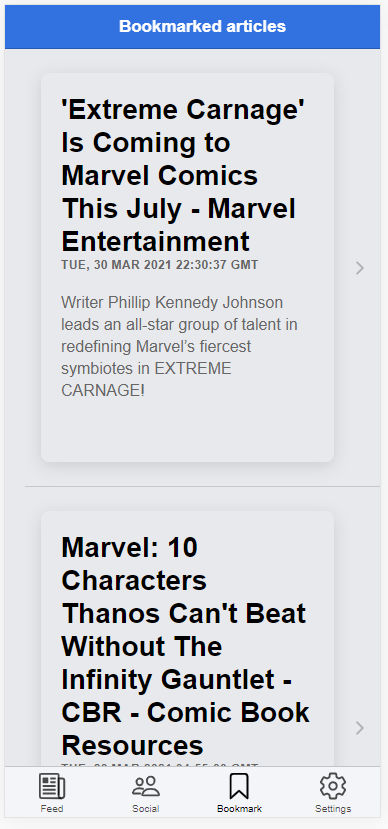 Bookmarked articles
'Extreme Carnage'
Is Coming to
Marvel Comics
This July - Marvel
Entertainment
TUE, 30 MAR 2021 22:30:37 GMT
Writer Phillip Kennedy Johnson
leads an all-star group of talent in
redefining Marvel’s fiercest
symbiotes in EXTREME
CARNAGE!
Marvel: 10
Characters
Thanos Can't Beat
Without The
Infinity Gauntlet -
CBR - Comic Book
Resources
Feed
Social
Bookmark
Settings